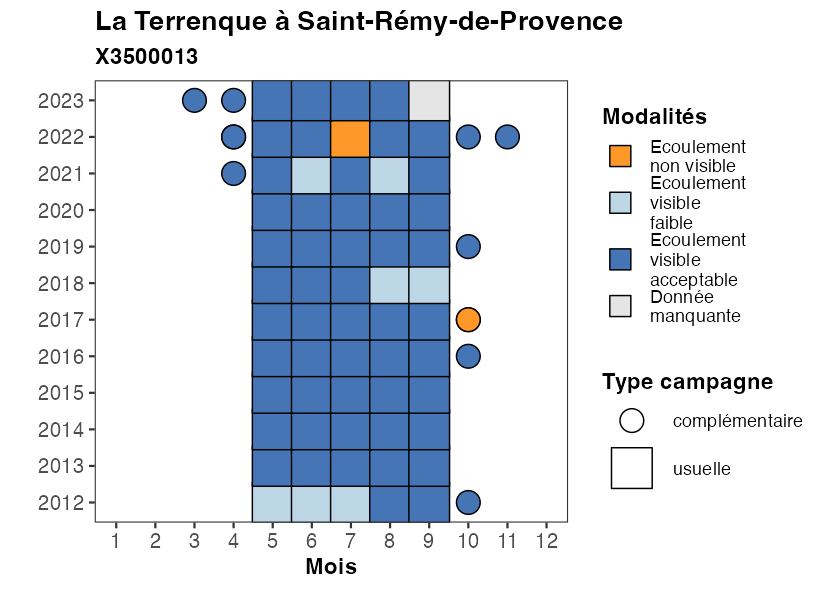 La Terrenque à Saint-Rémy-de-Provence
X3500013
2023
2022
2021
2020
2019
2018
2017
2016
2015
2014
2013
2012
1 2 3 4 5 6 7 8 9 10 11 12
Mois
Modalités
Ecoulement
non visible
Ecoulement
visible
faible
Ecoulement
visible
acceptable
Donnée
manquante
Type campagne
complémentaire
usuelle